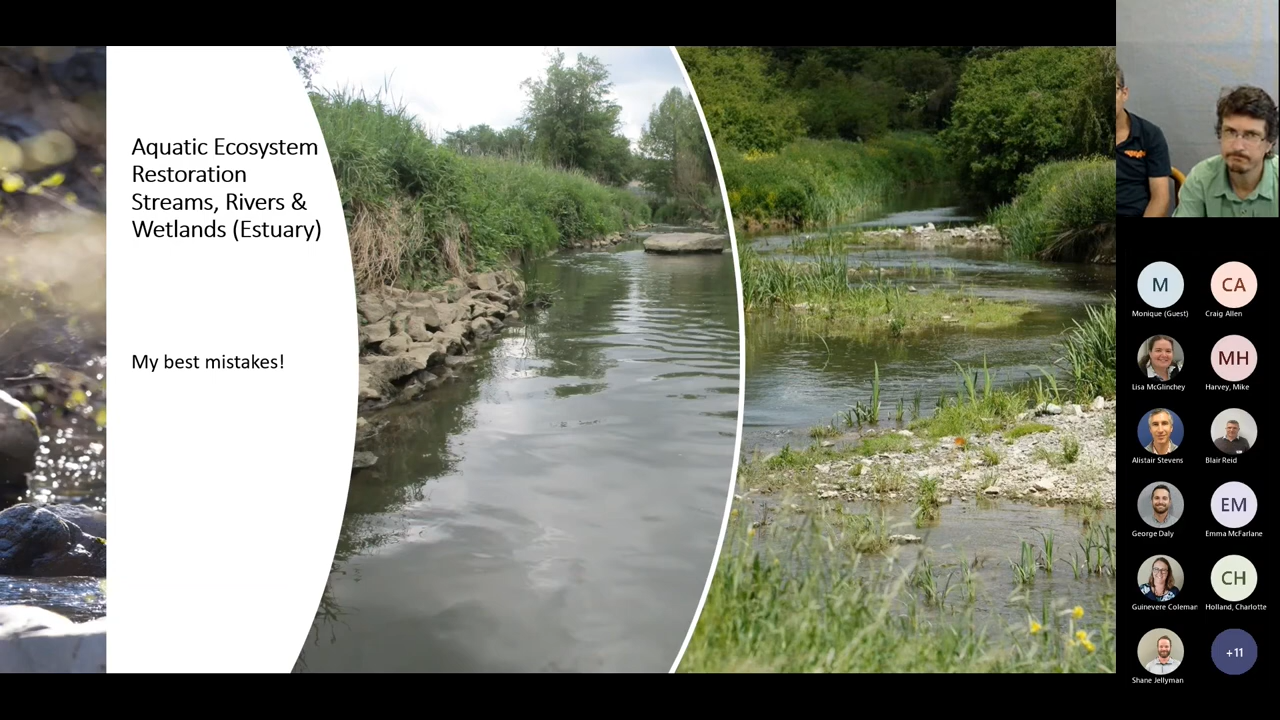 Aquatic Ecosystem
Restoration
Streams, Rivers &
Wetlands (Estuary)
My best mistakes!
M
Monique (Guest)
CA
Craig Allen
Lisa McGlinchey
MH
Harvey, Mike
Alistair Stevens
Blair Reid
George Daly
EM
Emma McFarlane
Guinevere Coleman
CH
Holland, Charlotte
Shane Jellyman
+11